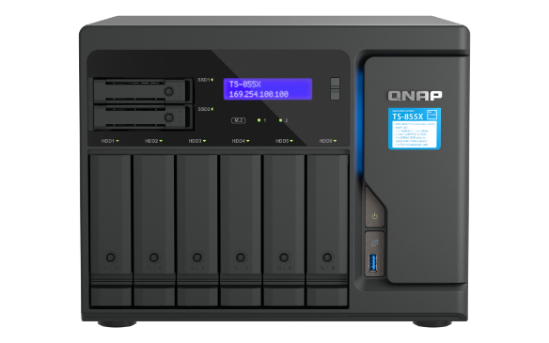 SSD1
TS-855X
169.254.100.100
QNAP
SSD2
TS-855X
M.2
1
2
HDD1
HDD2
HDD3
HDD4
HDD5
HDD6